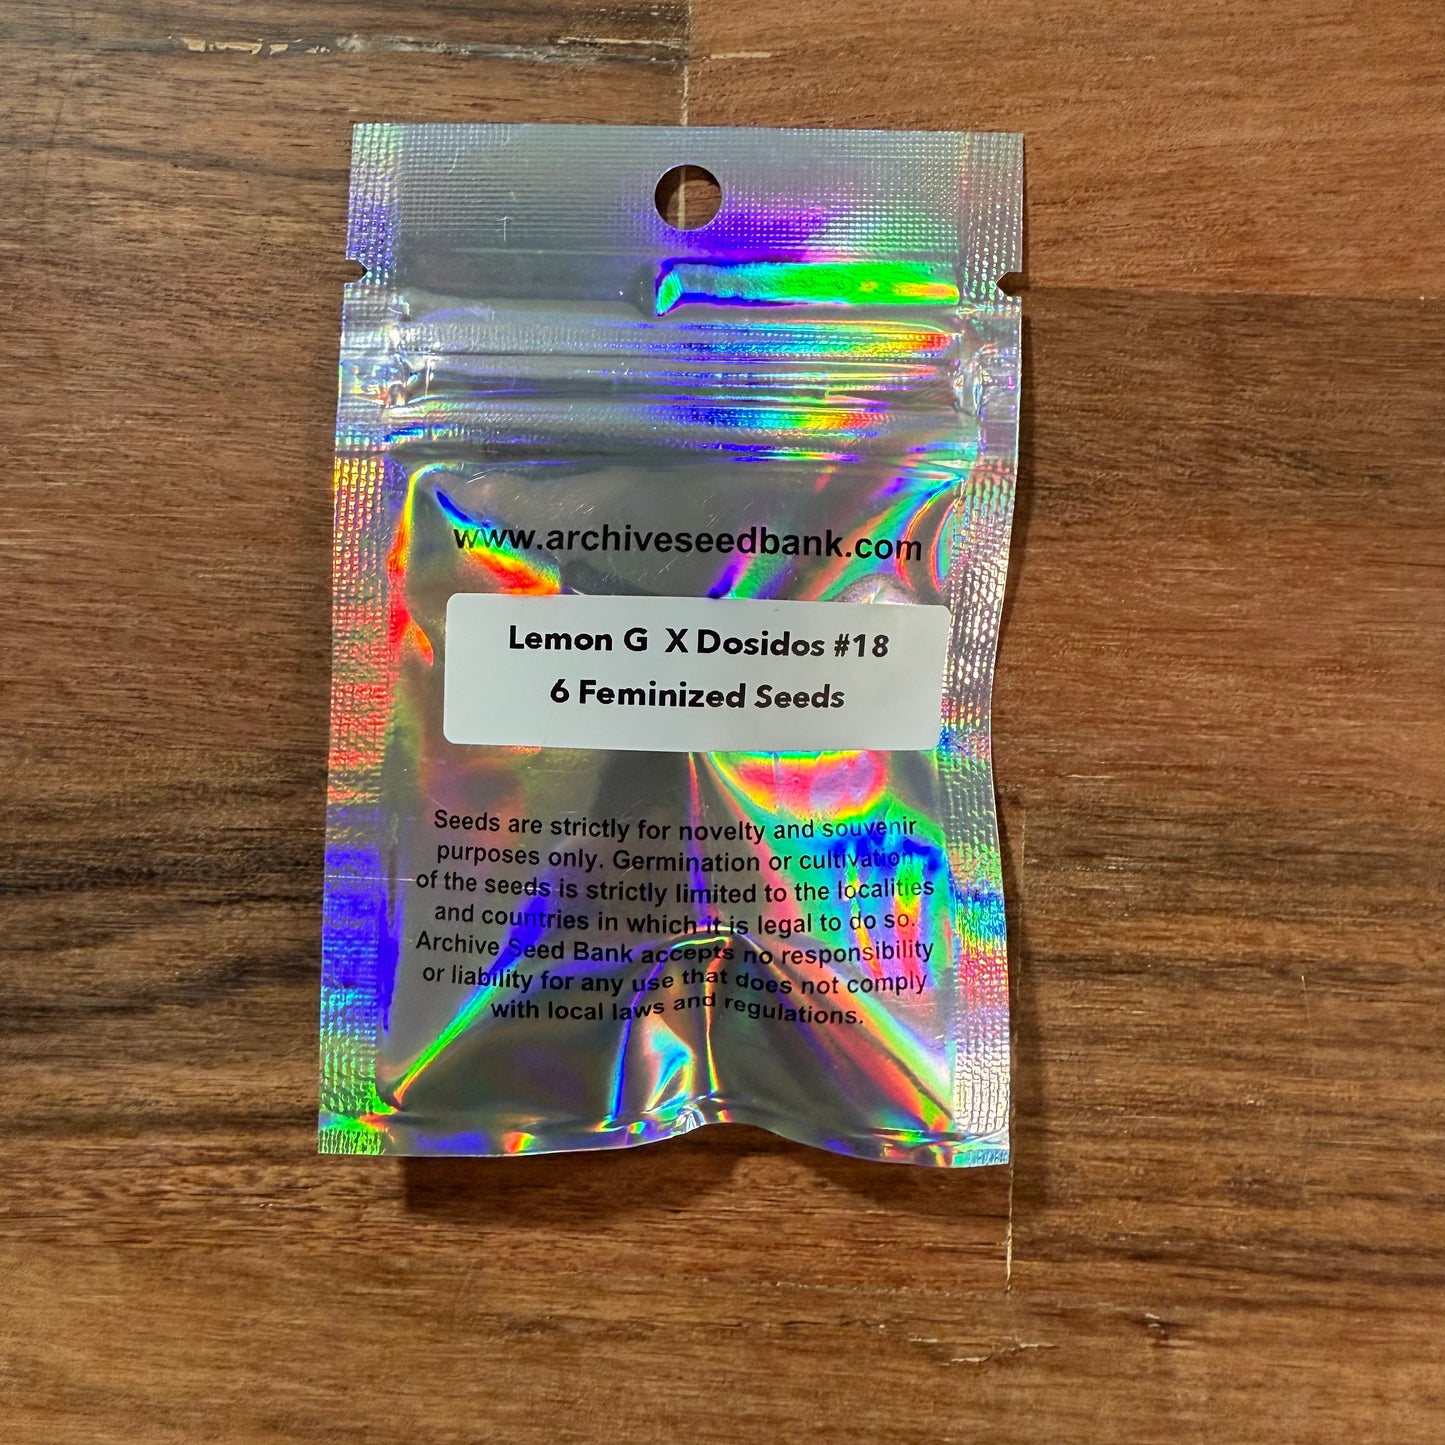 www.archiveseedbank.com
Lemon G X Dosidos #18
6 Feminized Seeds
Seeds are strictly for novelty and souvenir
purposes only. Germination or cultivation
of the seeds is strictly limited to the localities
and countries in which it is legal to do so.
Archive Seed Bank accepts no responsibility
or liability for any use that does not comply
with local laws and regulations.